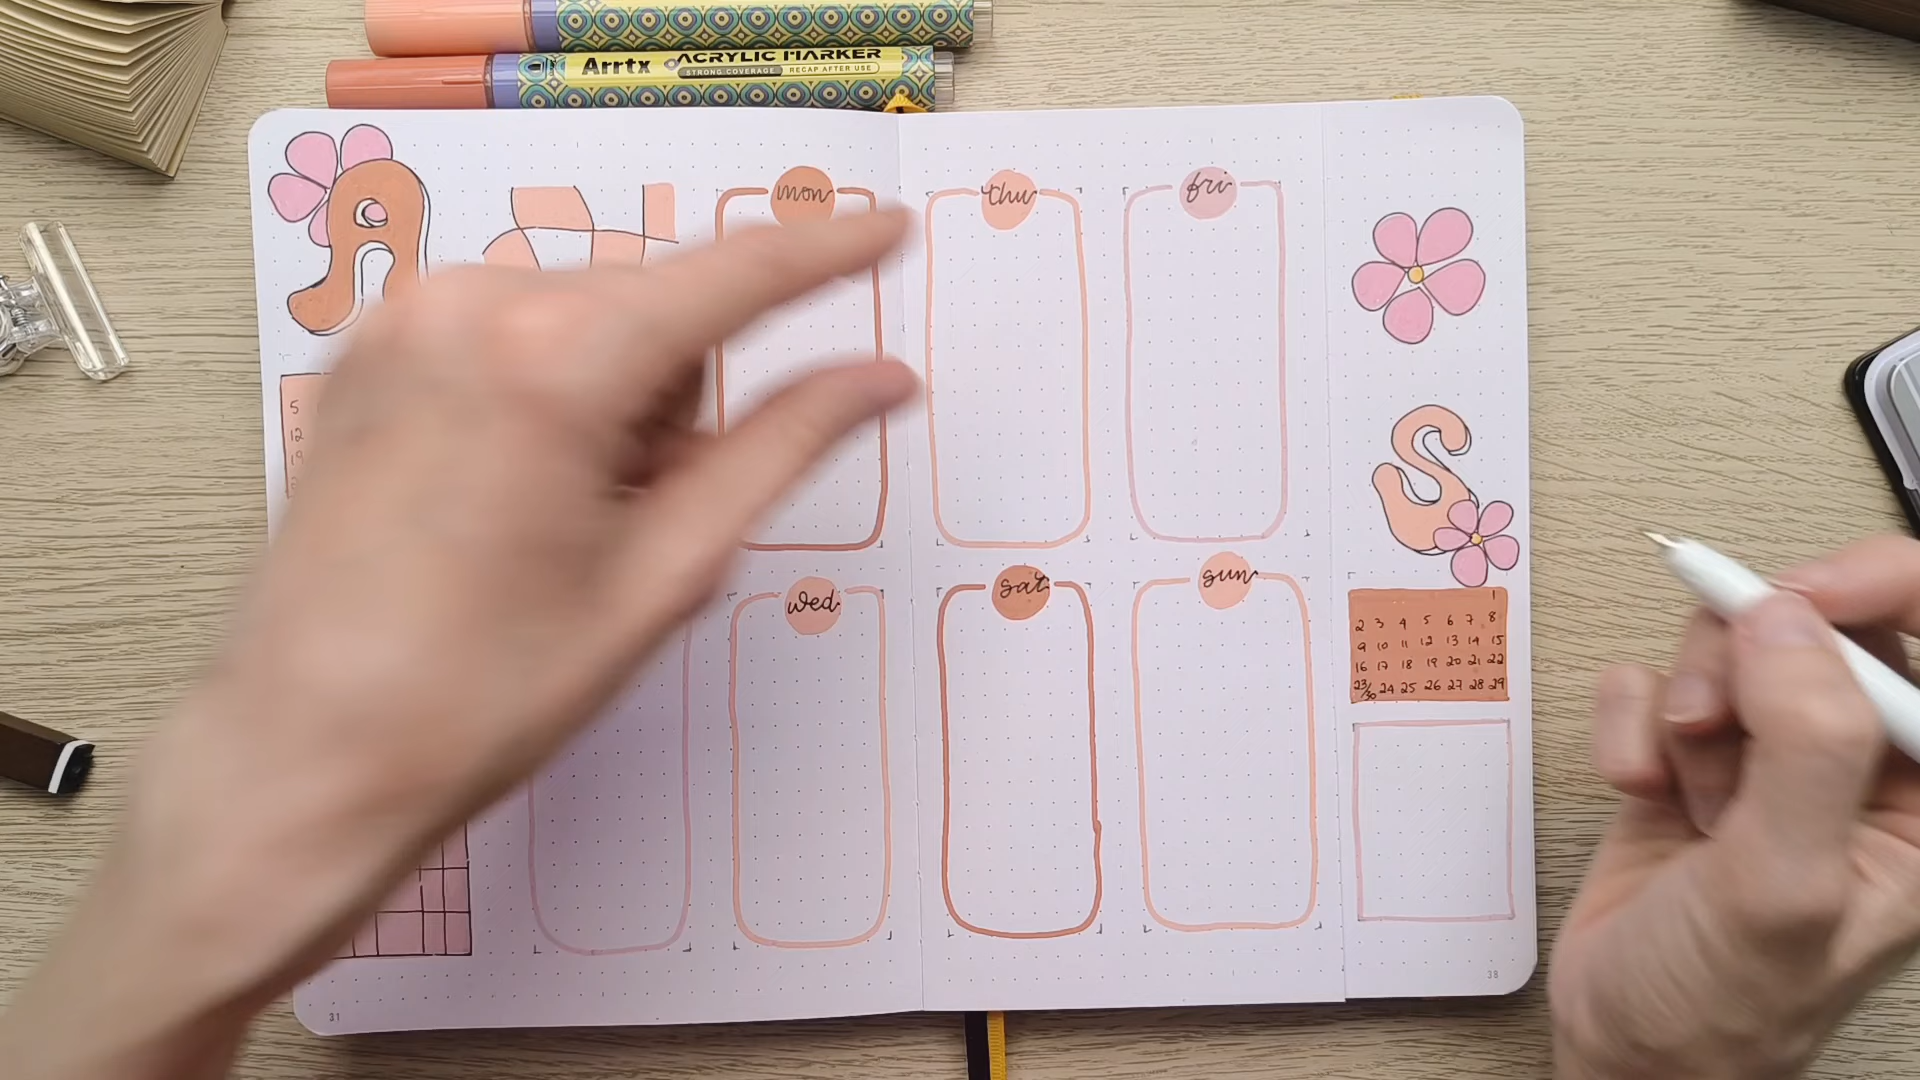 Arrtx ACRYLIC MARKER
STRONG COVERAGE RECAP AFTER USE
A
mon
thu
fri
5
12
19
S
wed
sat
sun
1
2 3 4 5 6 7 8
9 10 11 12 13 14 15
16 17 18 19 20 21 22
23/30 24 25 26 27 28 29
31
38